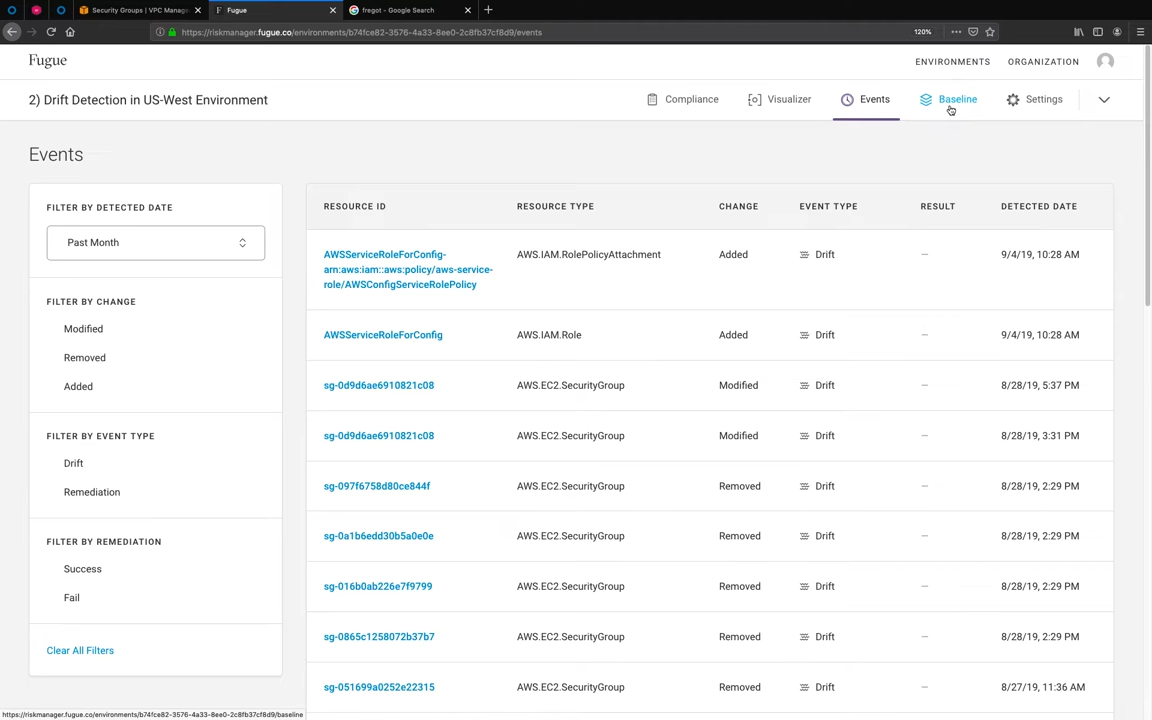 Security Groups | VPC Manage
Fugue
fregot - Google Search
https://riskmanager.fugue.co/environments/b74fce82-3576-4a33-8ee0-2c8fb37cf8d9/events
120%
Fugue
ENVIRONMENTS
ORGANIZATION
2) Drift Detection in US-West Environment
Compliance
Visualizer
Events
Baseline
Settings
Events
FILTER BY DETECTED DATE
Past Month
FILTER BY CHANGE
Modified
Removed
Added
FILTER BY EVENT TYPE
Drift
Remediation
FILTER BY REMEDIATION
Success
Fail
Clear All Filters
RESOURCE ID RESOURCE TYPE CHANGE EVENT TYPE RESULT DETECTED DATE
AWSServiceRoleForConfig- AWS.IAM.RolePolicyAttachment Added Drift – 9/4/19, 10:28 AM
arn:aws:iam::aws:policy/aws-service-
role/AWSConfigServiceRolePolicy
AWSServiceRoleForConfig AWS.IAM.Role Added Drift – 9/4/19, 10:28 AM
sg-0d9d6ae6910821c08 AWS.EC2.SecurityGroup Modified Drift – 8/28/19, 5:37 PM
sg-0d9d6ae6910821c08 AWS.EC2.SecurityGroup Modified Drift – 8/28/19, 3:31 PM
sg-097f6758d80ce844f AWS.EC2.SecurityGroup Removed Drift – 8/28/19, 2:29 PM
sg-0a1b6edd30b5a0e0e AWS.EC2.SecurityGroup Removed Drift – 8/28/19, 2:29 PM
sg-016b0ab226e7f9799 AWS.EC2.SecurityGroup Removed Drift – 8/28/19, 2:29 PM
sg-0865c1258072b37b7 AWS.EC2.SecurityGroup Removed Drift – 8/28/19, 2:29 PM
sg-051699a0252e22315 AWS.EC2.SecurityGroup Removed Drift – 8/27/19, 11:36 AM
https://riskmanager.fugue.co/environments/b74fce82-3576-4a33-8ee0-2c8fb37cf8d9/baseline